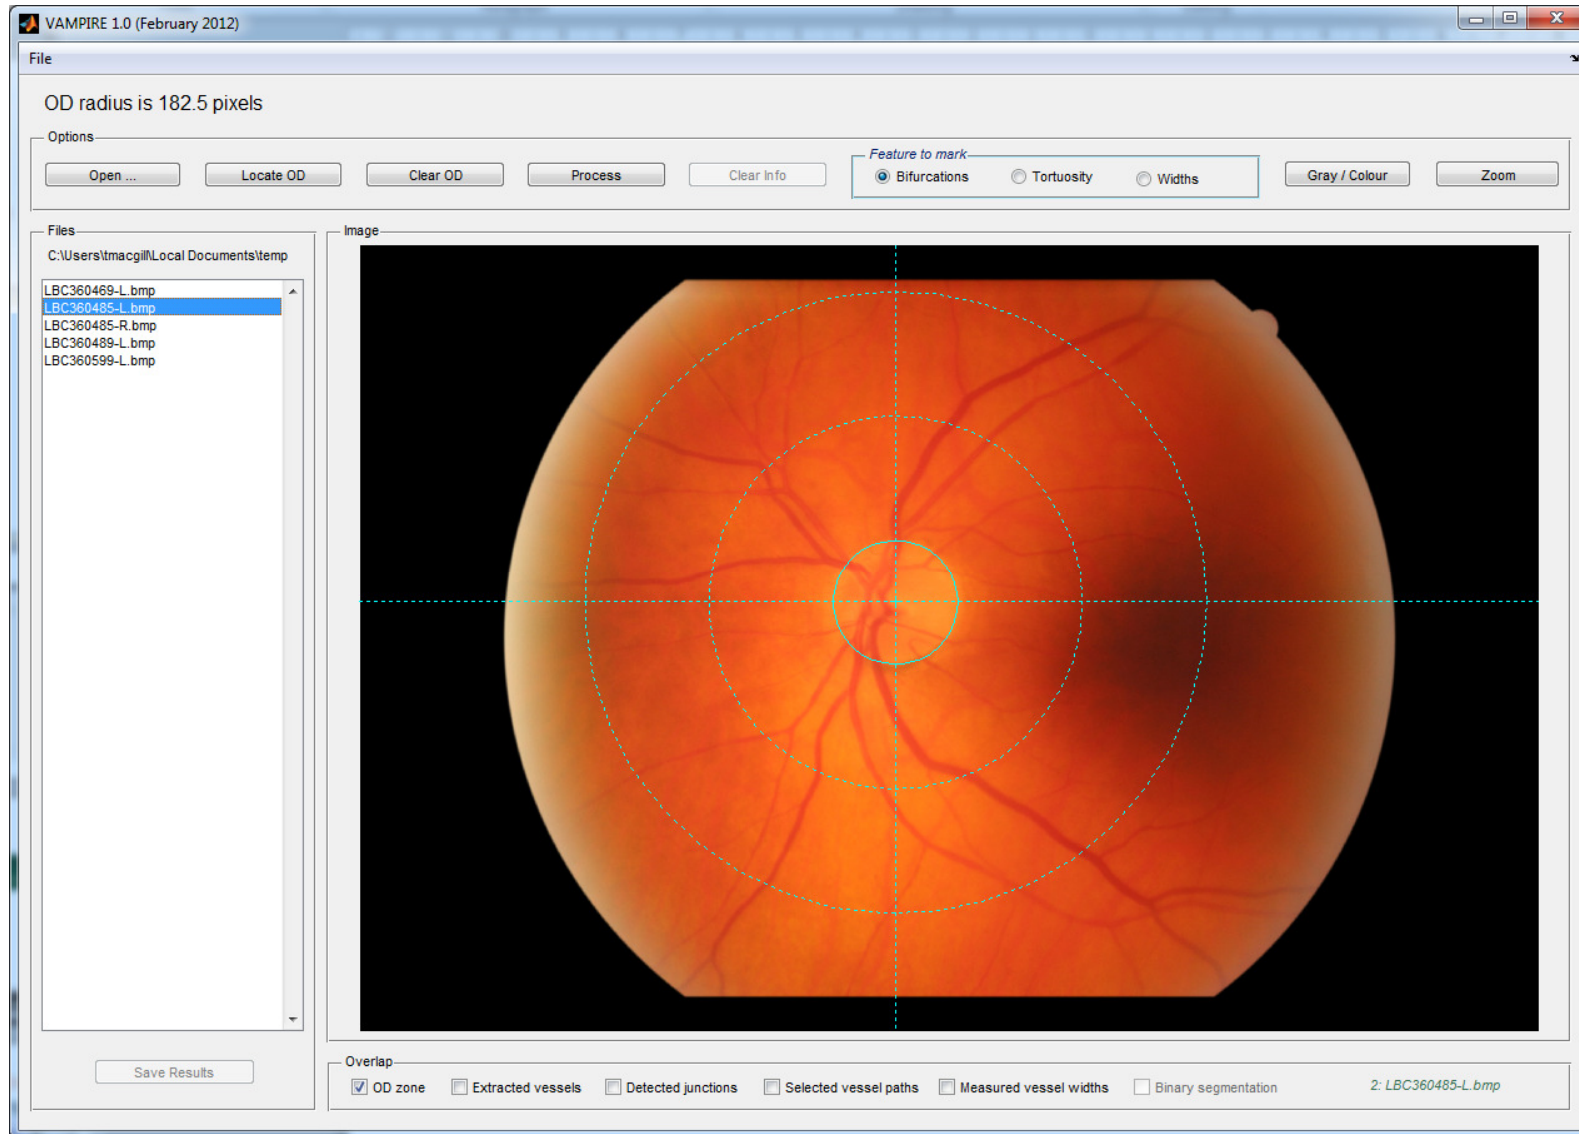 VAMPIRE 1.0 (February 2012)
File
OD radius is 182.5 pixels
Options
Open ...
Locate OD
Clear OD
Process
Clear Info
Feature to mark
Bifurcations
Tortuosity
Widths
Gray / Colour
Zoom
Files
C:\Users\tmacgill\Local Documents\temp
LBC360469-L.bmp
LBC360485-L.bmp
LBC360485-R.bmp
LBC360489-L.bmp
LBC360599-L.bmp
Save Results
Image
Overlap
OD zone
Extracted vessels
Detected junctions
Selected vessel paths
Measured vessel widths
Binary segmentation
2: LBC360485-L.bmp